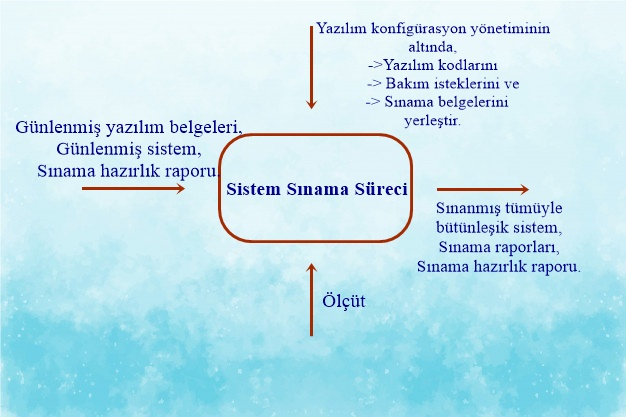 Yazılım konfigürasyon yönetiminin
altında,
->Yazılım kodlarını
-> Bakım isteklerini ve
-> Sınama belgelerini
yerleştir.
Günlenmiş yazılım belgeleri,
Günlenmiş sistem,
Sınama hazırlık raporu.
Sistem Sınama Süreci
Sınanmış tümüyle
bütünleşik sistem,
Sınama raporları,
Sınama hazırlık raporu.
Ölçüt